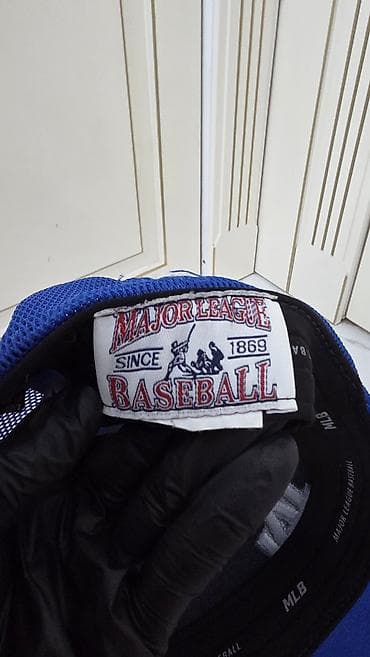 MAJOR LEAGUE
SINCE 1869
BASEBALL
MLB
MAJOR LEAGUE BASEBALL
MLB